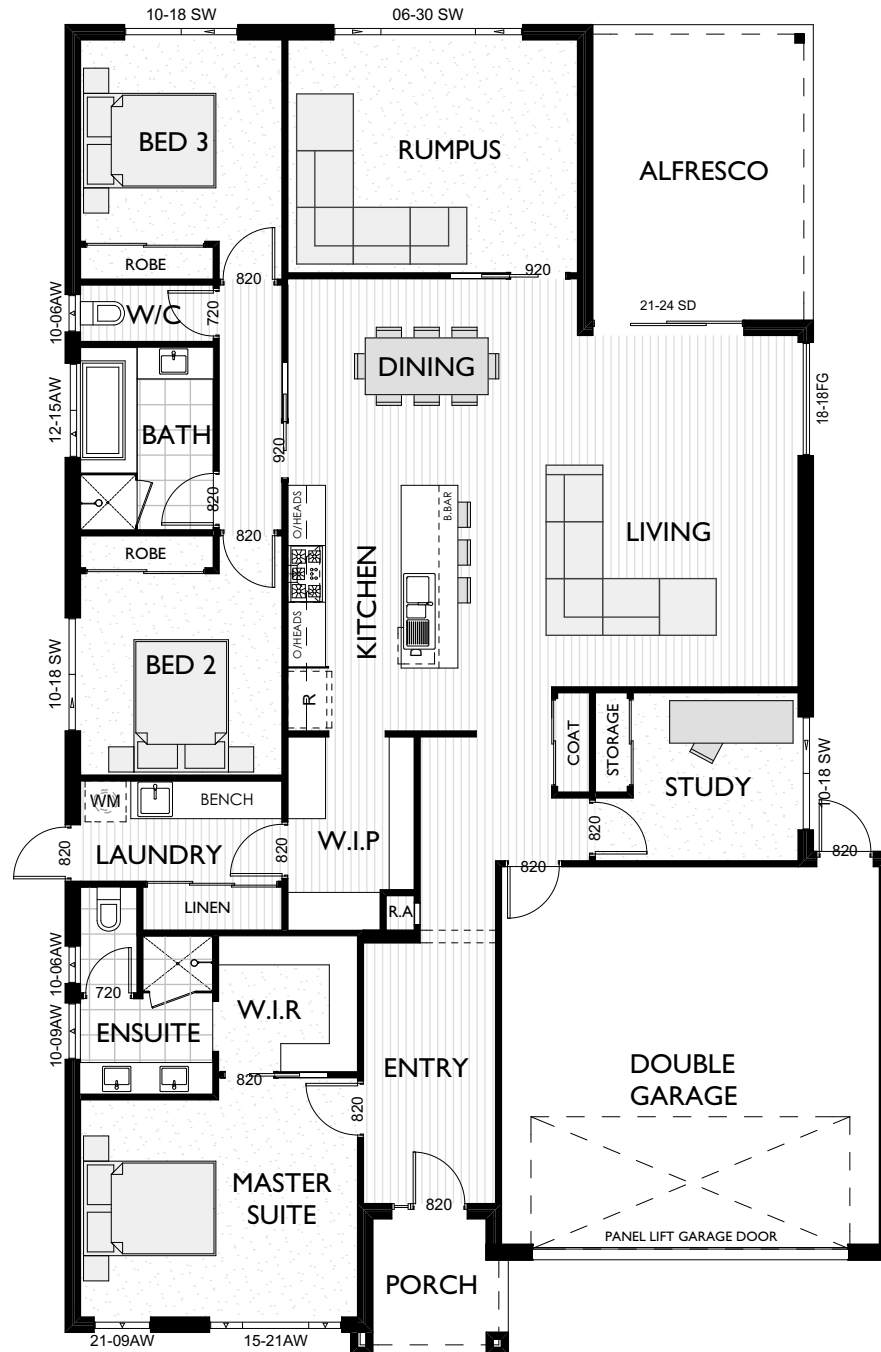 10-18 SW
06-30 SW
BED 3
RUMPUS
ALFRESCO
ROBE
820
920
10-06AW
W/C
720
21-24 SD
DINING
18-18FG
12-15AW
BATH
920
820
O/HEADS
B.BAR
820
ROBE
LIVING
KITCHEN
O/HEADS
10-18 SW
BED 2
R
COAT
STORAGE
STUDY
10-18 SW
WM
BENCH
820
LAUNDRY
820
W.I.P
820
820
820
LINEN
R.A
10-06AW
720
10-09AW
ENSUITE
W.I.R
820
ENTRY
DOUBLE
GARAGE
820
MASTER
SUITE
820
PANEL LIFT GARAGE DOOR
PORCH
21-09AW
15-21AW